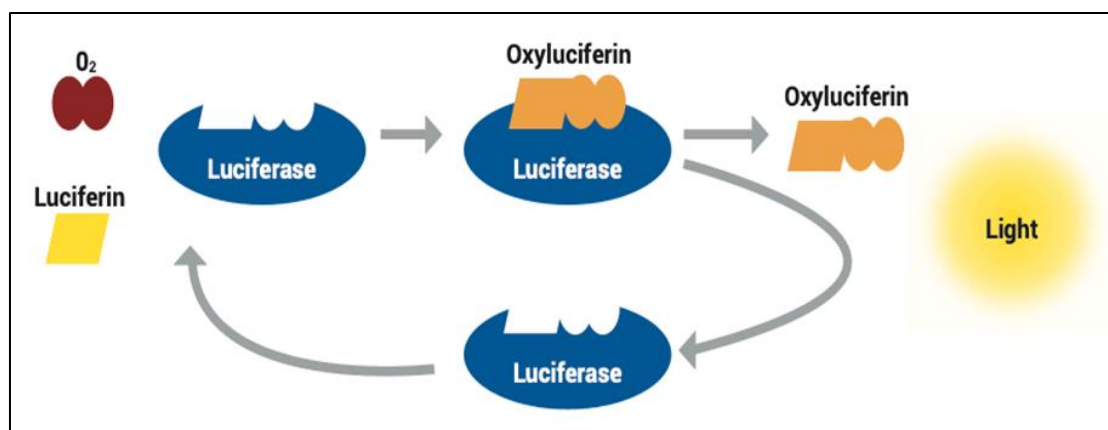 O₂
Luciferin
Luciferase
Oxyluciferin
Luciferase
Oxyluciferin
Light
Luciferase